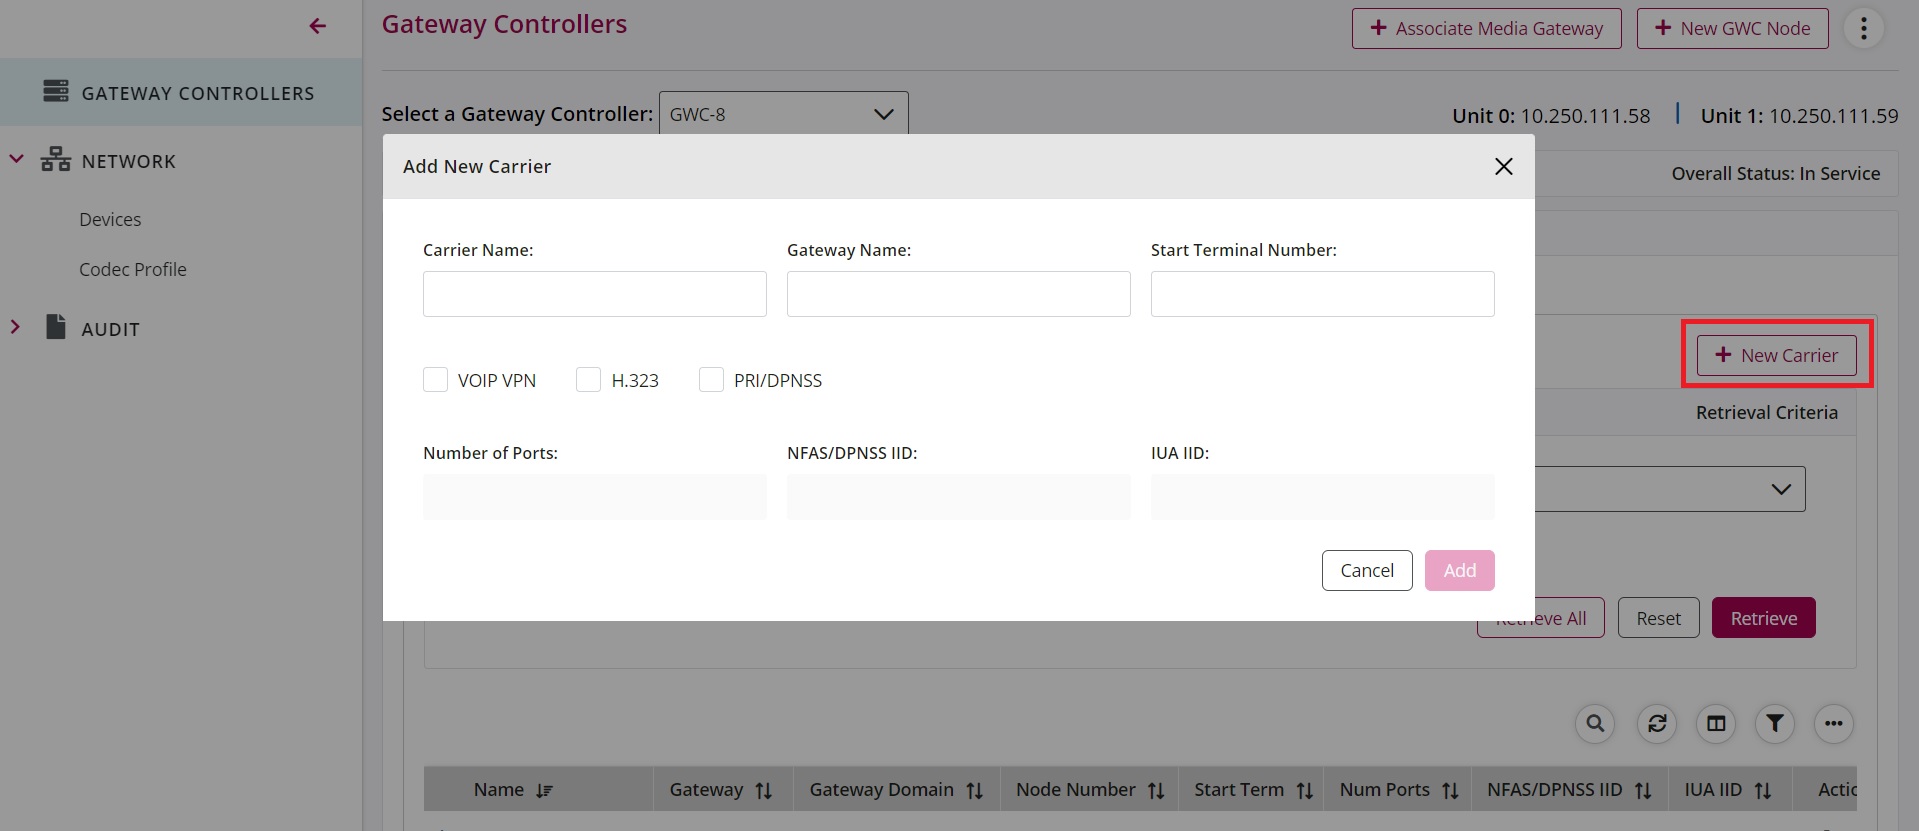 Gateway Controllers
+ Associate Media Gateway
+ New GWC Node
GATEWAY CONTROLLERS
Select a Gateway Controller: GWC-8
Unit 0: 10.250.111.58 | Unit 1: 10.250.111.59
NETWORK
Add New Carrier
Overall Status: In Service
Devices
Carrier Name:
Gateway Name:
Start Terminal Number:
Codec Profile
AUDIT
+ New Carrier
VOIP VPN
H.323
PRI/DPNSS
Retrieval Criteria
Number of Ports:
NFAS/DPNSS IID:
IUA IID:
Cancel
Add
Retrieve All
Reset
Retrieve
Name
Gateway
Gateway Domain
Node Number
Start Term
Num Ports
NFAS/DPNSS IID
IUA IID
Actio